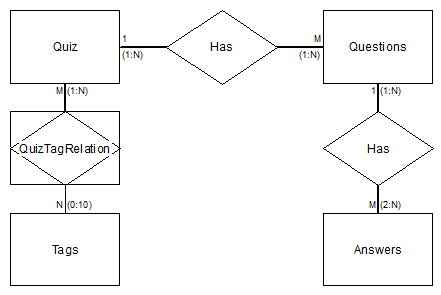 Quiz
1
(1:N)
Has
M
(1:N)
Questions
M (1:N)
1 (1:N)
QuizTagRelation
Has
N (0:10)
M (2:N)
Tags
Answers